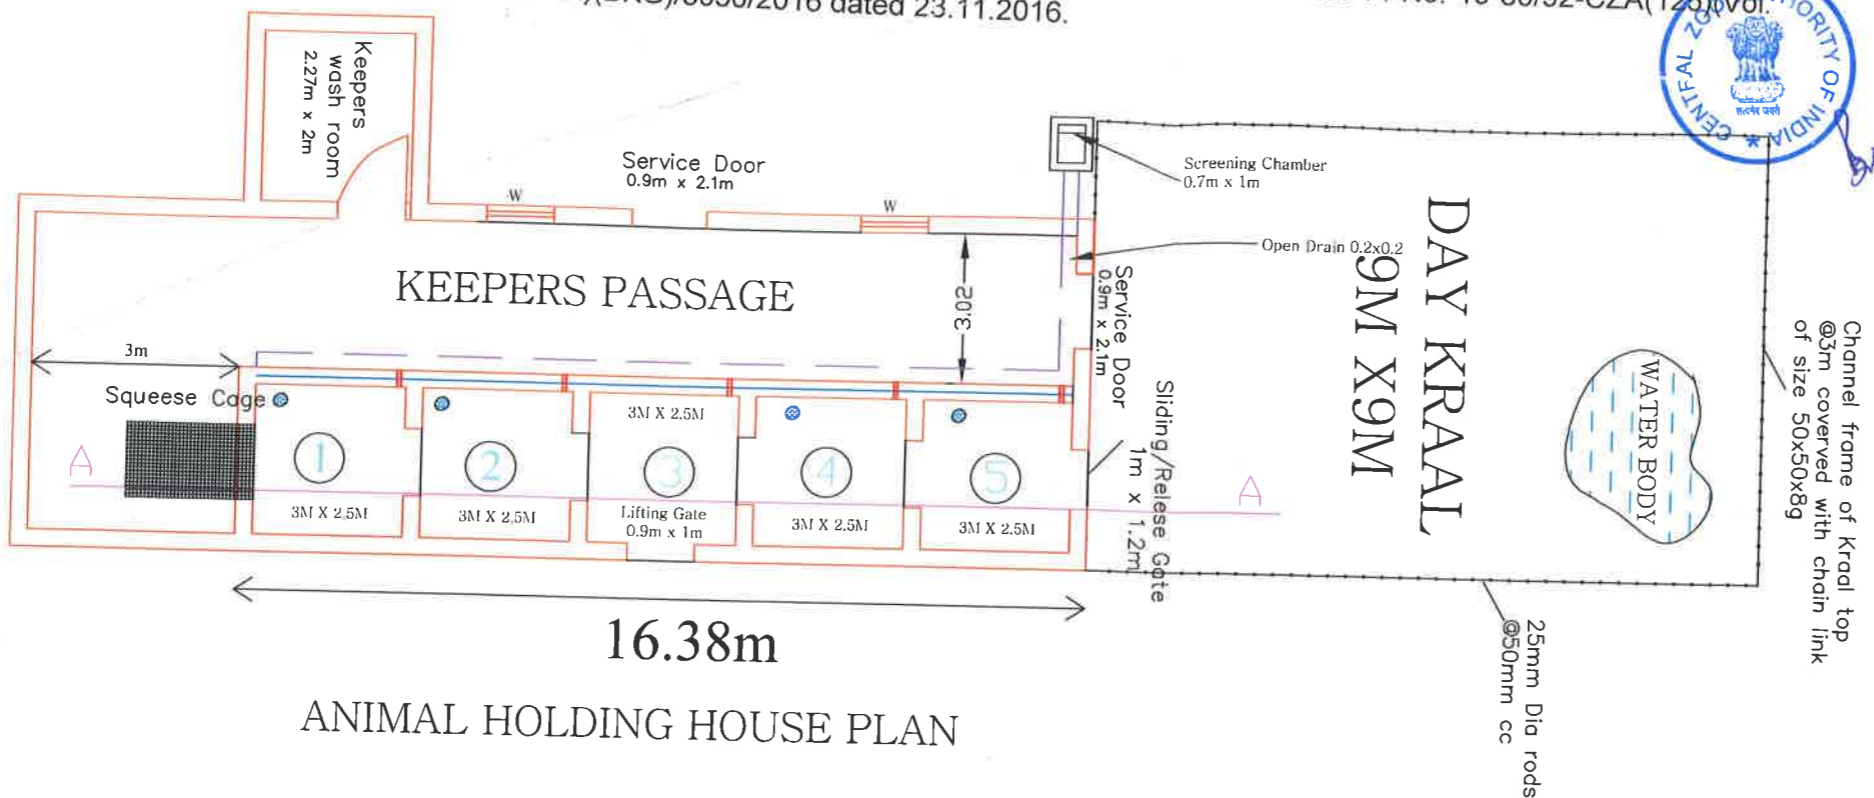 dated 23.11.2016.
CENTFAL ZOO AUTHORITY OF INDIA
सत्यमेव जयते
Keepers
wash room
2.27m x 2m
Service Door
0.9m x 2.1m
W
W
Screening Chamber
0.7m x 1m
Open Drain 0.2x0.2
KEEPERS PASSAGE
3.02
Service Door
0.9m x 2.1m
DAY KRAAL
9M X9M
WATER BODY
Channel frame of Kraal top
@3m coverved with chain link
of size 50x50x8g
3m
Squeese Cage
Sliding/Relese Gate
1m x 1.2m
3M X 2.5M
1
2
3
4
5
A
A
3M X 2.5M
3M X 2.5M
Lifting Gate
0.9m x 1m
3M X 2.5M
3M X 2.5M
25mm Dia rods
@50mm cc
16.38m
ANIMAL HOLDING HOUSE PLAN